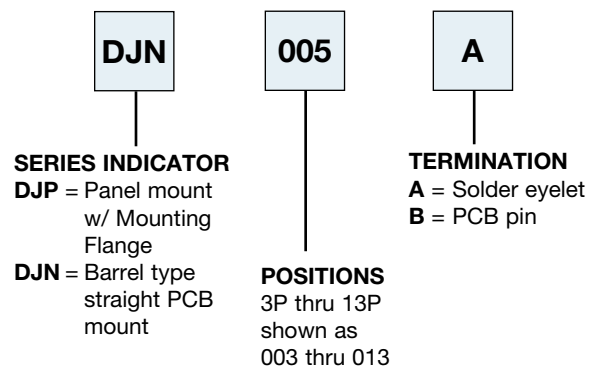 DJN 005 A
SERIES INDICATOR
DJP = Panel mount
w/ Mounting
Flange
DJN = Barrel type
straight PCB
mount
POSITIONS
3P thru 13P
shown as
003 thru 013
TERMINATION
A = Solder eyelet
B = PCB pin